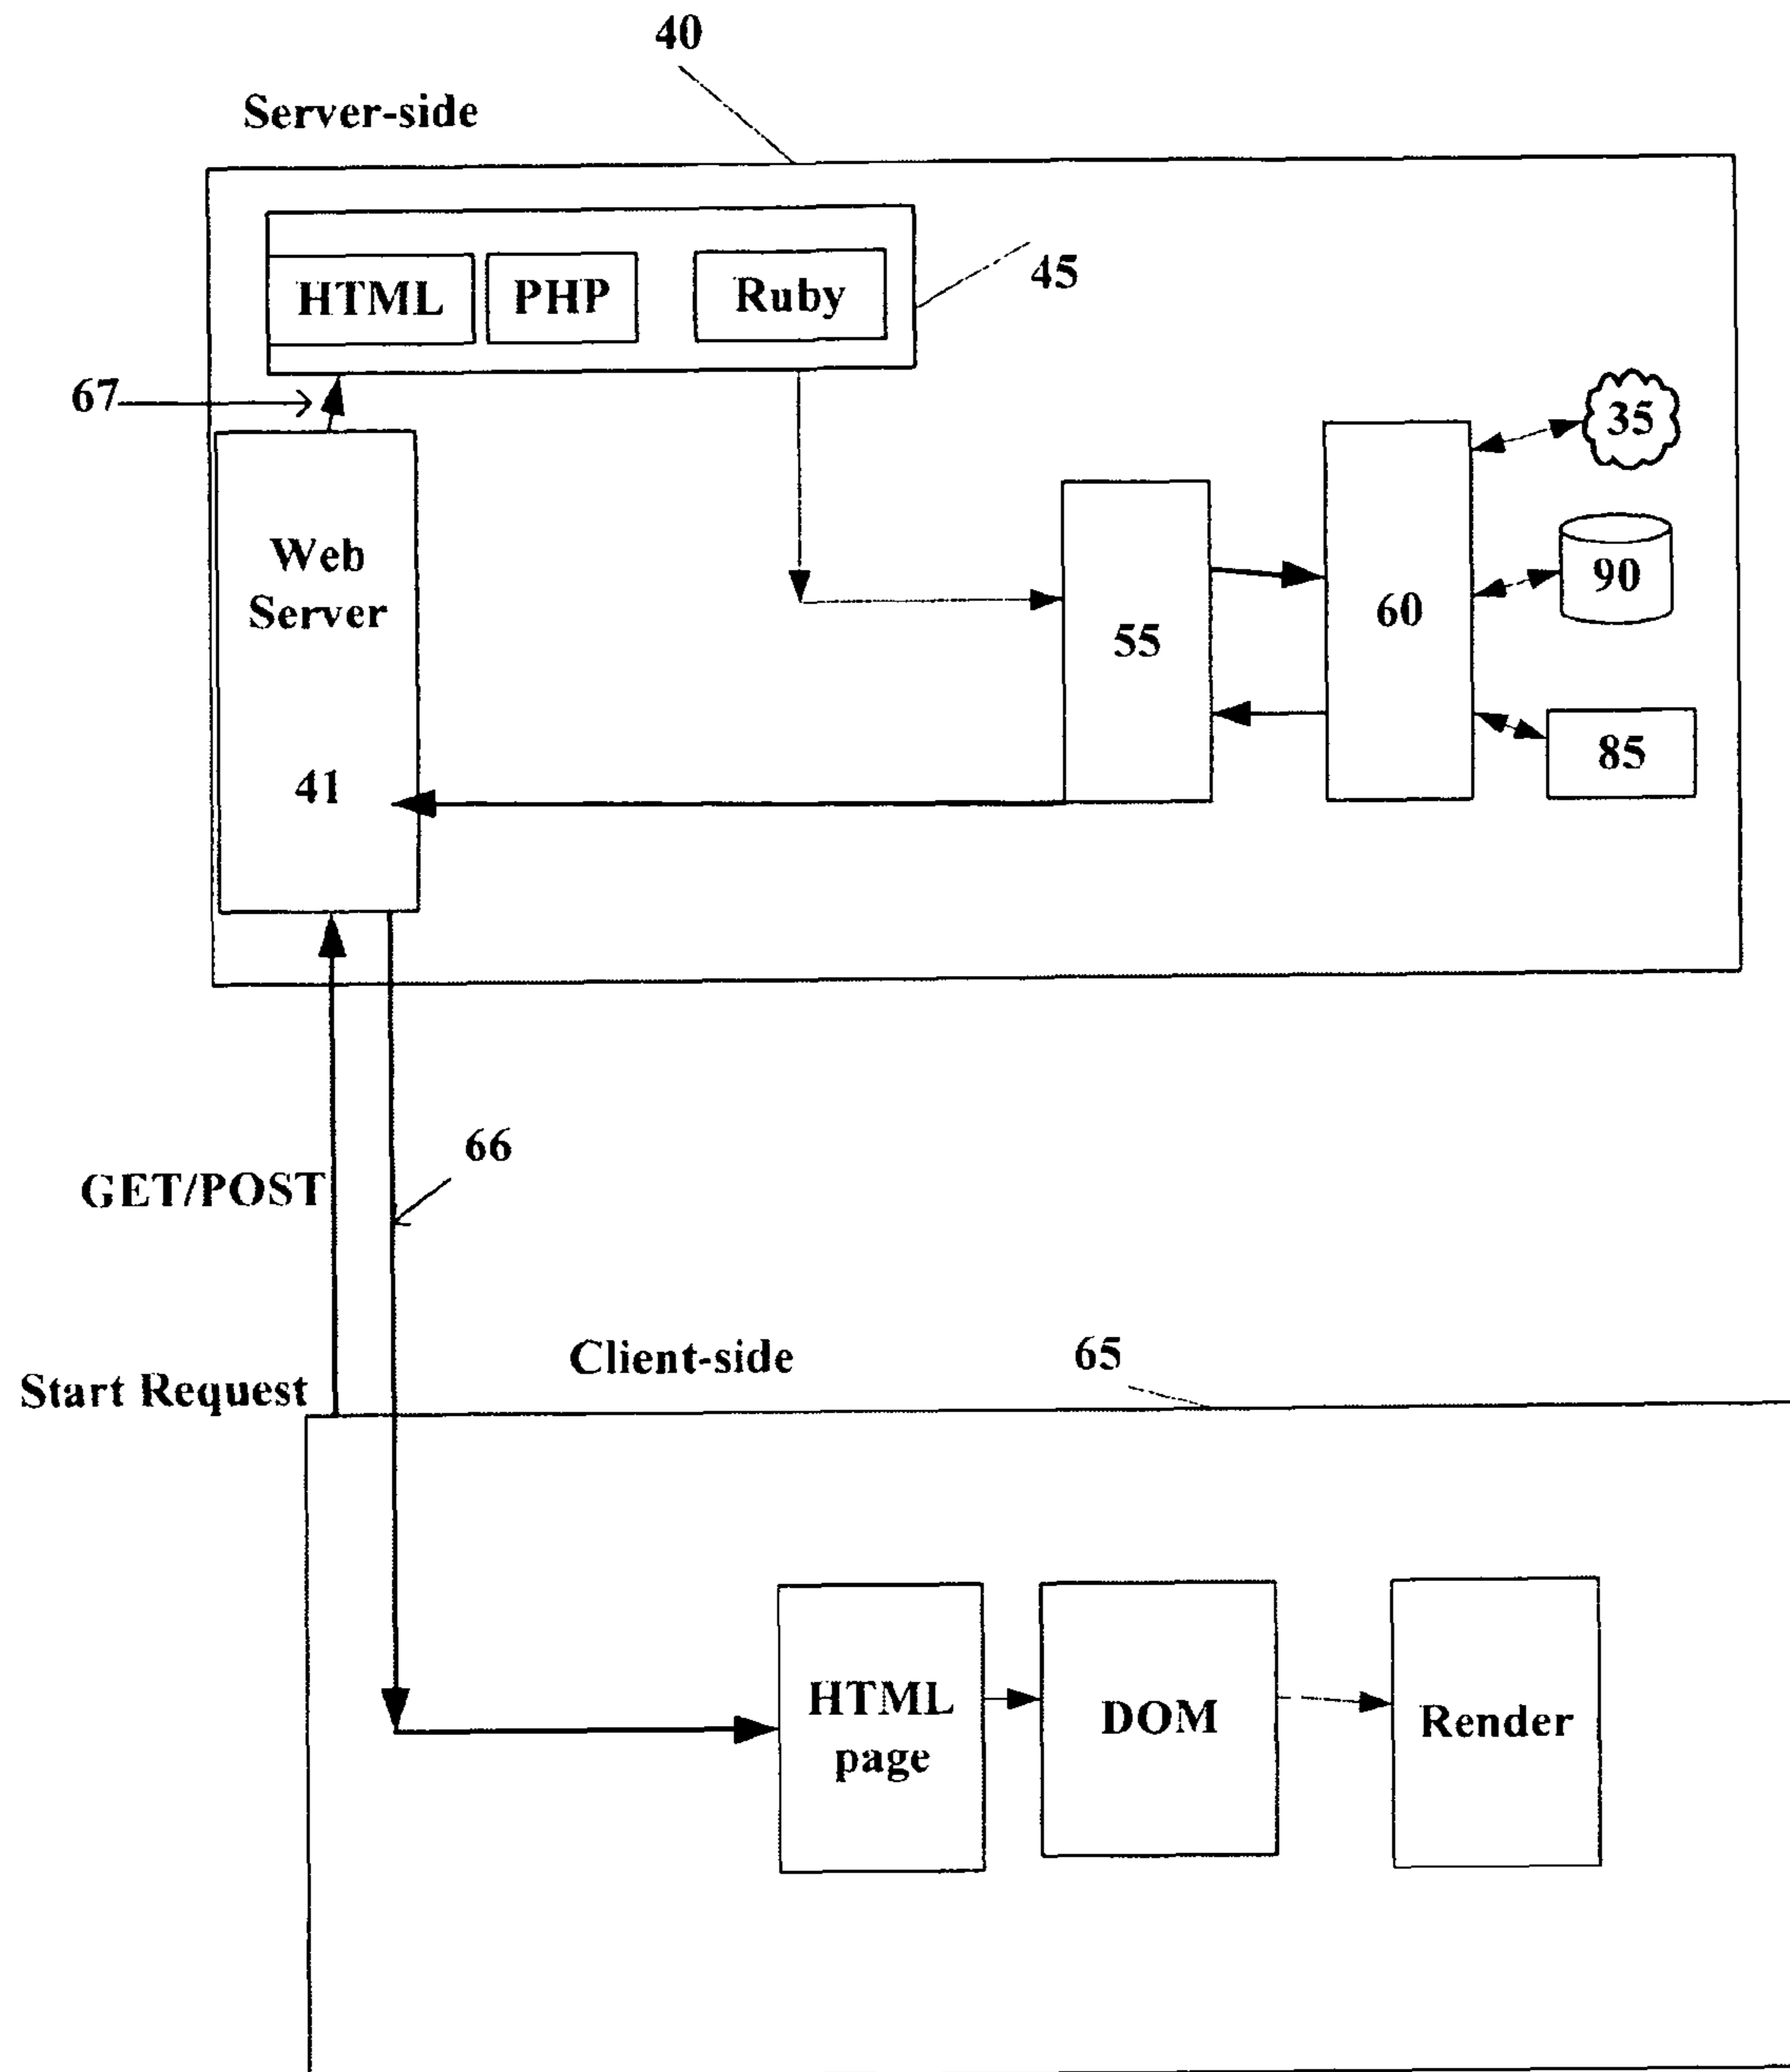 40
Server-side
HTML
PHP
Ruby
45
67
35
Web
Server
90
60
55
85
41
66
GET/POST
Client-side
65
Start Request
HTML
page
DOM
Render